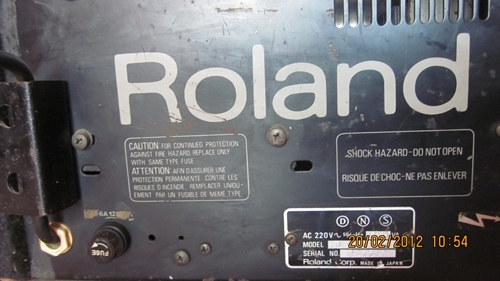 Roland
CAUTION FOR CONTINUED PROTECTION
AGAINST FIRE HAZARD, REPLACE ONLY
WITH SAME TYPE FUSE
ATTENTION: AFIN D'ASSURER UNE
PROTECTION PERMANENTE CONTRE LES
RISQUES D'INCENDIE REMPLACER UNIQU-
EMENT PAR UN FUSIBLE DE MEME TYPE
SHOCK HAZARD-DO NOT OPEN
RISQUE DE CHOC-NE PAS ENLEVER
FUSE
D N S
AC 220V~
MODEL
SERIAL NO.
Roland Corp. MADE IN JAPAN
20/02/2012 10:54